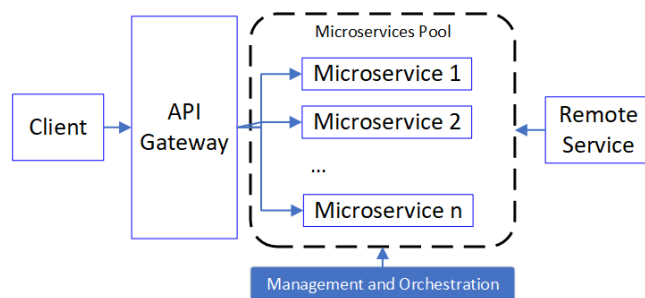 Microservices Pool
Client
API
Gateway
Microservice 1
Microservice 2
...
Microservice n
Remote
Service
Management and Orchestration